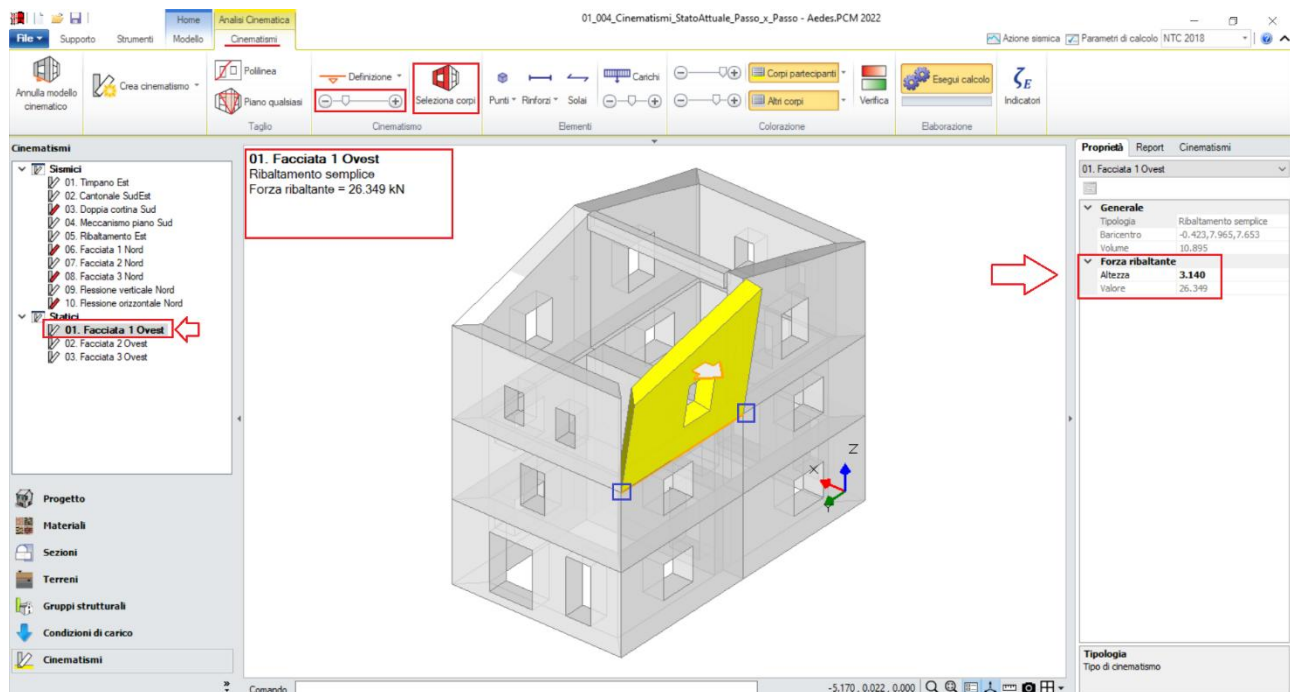 Home
Analisi Cinematica
01_004_Cinematismi_StatoAttuale_Passo_x_Passo - Aedes.PCM 2022
File
Supporto
Strumenti
Modello
Cinematismi
Azione sismica
Parametri di calcolo
NTC 2018
Annulla modello
cinematico
Crea cinematismo
Polilinea
Piano qualsiasi
Taglio
Definizione
Seleziona corpi
Cinematismo
Punti
Rinforzi
Solai
Carichi
Elementi
Corpi partecipanti
Altri corpi
Verifica
Colorazione
Esegui calcolo
Elaborazione
ζE
Indicatori
Cinematismi
Sismici
01. Timpano Est
02. Cantonale SudEst
03. Doppia cortina Sud
04. Meccanismo piano Sud
05. Ribaltamento Est
06. Facciata 1 Nord
07. Facciata 2 Nord
08. Facciata 3 Nord
09. Flessione verticale Nord
10. Flessione orizzontale Nord
Statici
01. Facciata 1 Ovest
02. Facciata 2 Ovest
03. Facciata 3 Ovest
Progetto
Materiali
Sezioni
Terreni
Gruppi strutturali
Condizioni di carico
Cinematismi
01. Facciata 1 Ovest
Ribaltamento semplice
Forza ribaltante = 26.349 kN
Z
X
Y
Comando
-5.170 , 0.022 , 0.000
Proprietà
Report
Cinematismi
01. Facciata 1 Ovest
Generale
Tipologia Ribaltamento semplice
Baricentro -0.423,7.965,7.653
Volume 10.895
Forza ribaltante
Altezza 3.140
Valore 26.349
Tipologia
Tipo di cinematismo